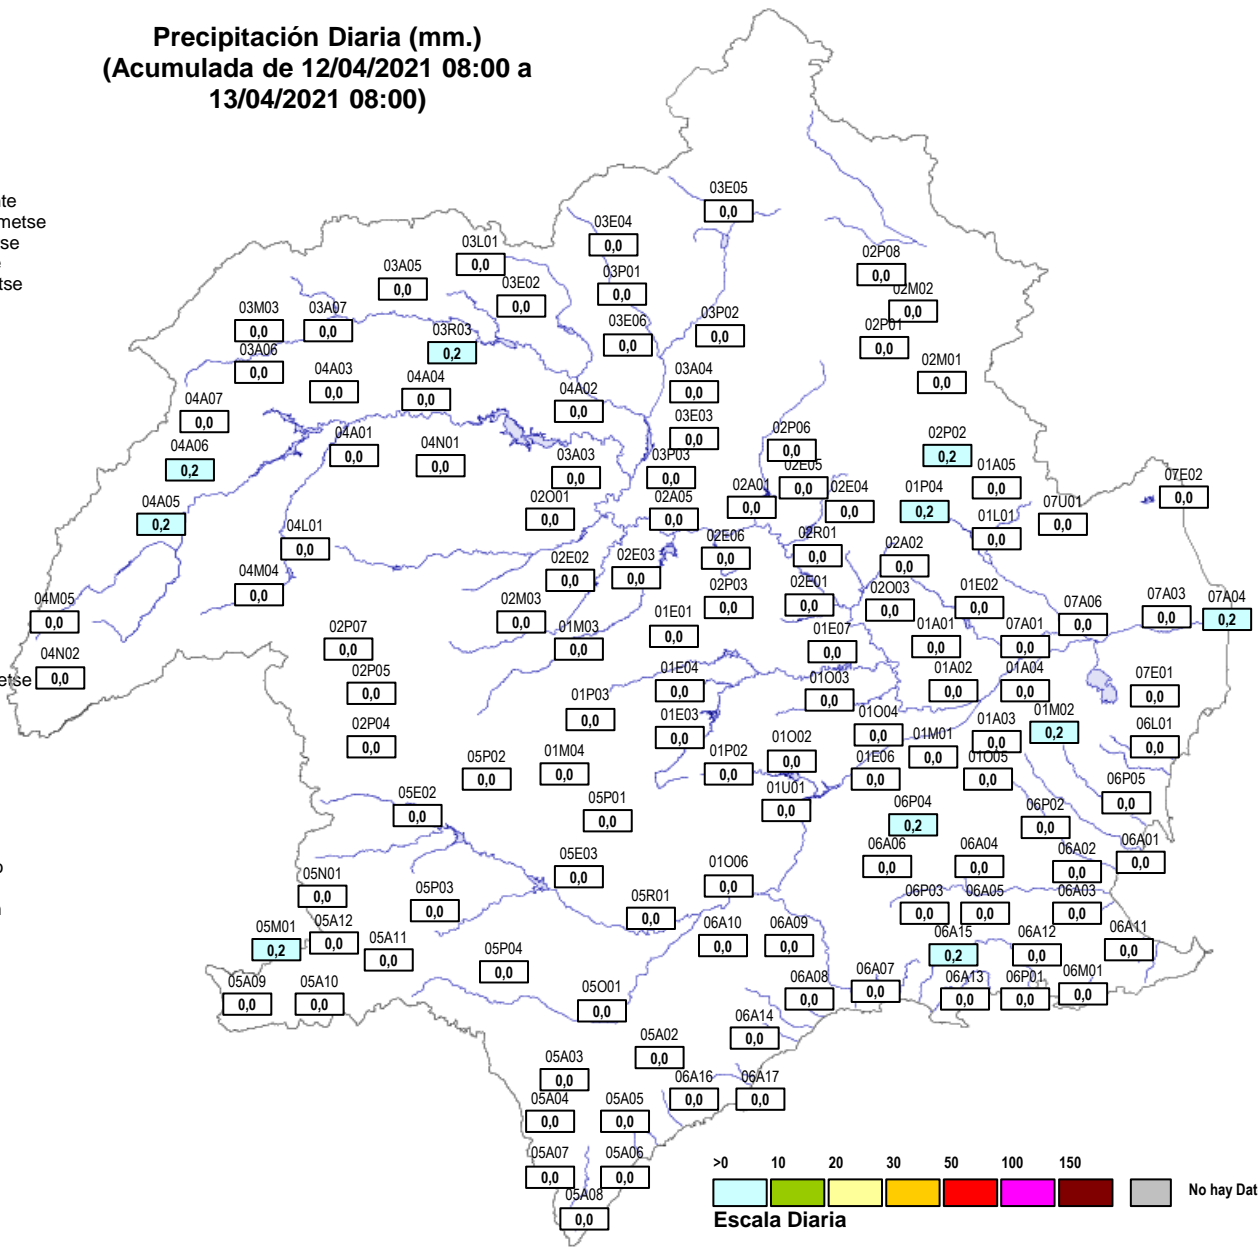 Precipitación Diaria (mm.)
(Acumulada de 12/04/2021 08:00 a
13/04/2021 08:00)
te
metse
se
tse
03E05
0,0
03E04
0,0
03L01
0,0
02P08
0,0
03A05
0,0
03P01
0,0
03E02
0,0
02M02
0,0
03M03
0,0
03A07
0,0
03R03
0,2
03E06
0,0
03P02
0,0
02P01
0,0
03A06
0,0
02M01
0,0
04A03
0,0
04A04
0,0
04A02
0,0
03A04
0,0
04A07
0,0
03E03
0,0
04A06
0,2
04A01
0,0
04N01
0,0
02P06
0,0
02P02
0,2
03A03
0,0
03P03
0,0
02E05
0,0
01A05
0,0
07E02
0,0
04A05
0,2
02O01
0,0
02A05
0,0
02A01
0,0
02E04
0,0
01P04
0,2
07U01
0,0
04L01
0,0
01L01
0,0
02E06
0,0
02R01
0,0
02A02
0,0
04M04
0,0
02E02
0,0
02E03
0,0
04M05
0,0
02M03
0,0
02P03
0,0
02E01
0,0
02O03
0,0
01E02
0,0
07A06
0,0
07A03
0,0
07A04
0,2
02P07
0,0
01M03
0,0
01E01
0,0
01E07
0,0
01A01
0,0
07A01
0,0
04N02
0,0
etse
02P05
0,0
01E04
0,0
01O03
0,0
01A02
0,0
01A04
0,0
07E01
0,0
01P03
0,0
02P04
0,0
01E03
0,0
01O04
0,0
01M01
0,0
01A03
0,0
01M02
0,2
06L01
0,0
05P02
0,0
01M04
0,0
01P02
0,0
01O02
0,0
01E06
0,0
01O05
0,0
05E02
0,0
05P01
0,0
01U01
0,0
06P04
0,2
06P02
0,0
06P05
0,0
05E03
0,0
01O06
0,0
06A06
0,0
06A04
0,0
06A02
0,0
06A01
0,0
o
05N01
0,0
05P03
0,0
05R01
0,0
06P03
0,0
06A05
0,0
06A03
0,0
05M01
0,2
05A12
0,0
05A11
0,0
05P04
0,0
06A10
0,0
06A09
0,0
06A15
0,2
06A12
0,0
06A11
0,0
05A09
0,0
05A10
0,0
05O01
0,0
06A08
0,0
06A07
0,0
06A13
0,0
06P01
0,0
06M01
0,0
06A14
0,0
05A02
0,0
05A03
0,0
06A16
0,0
06A17
0,0
05A04
0,0
05A05
0,0
05A07
0,0
05A06
0,0
05A08
0,0
>0 10 20 30 50 100 150
No hay Dat
Escala Diaria